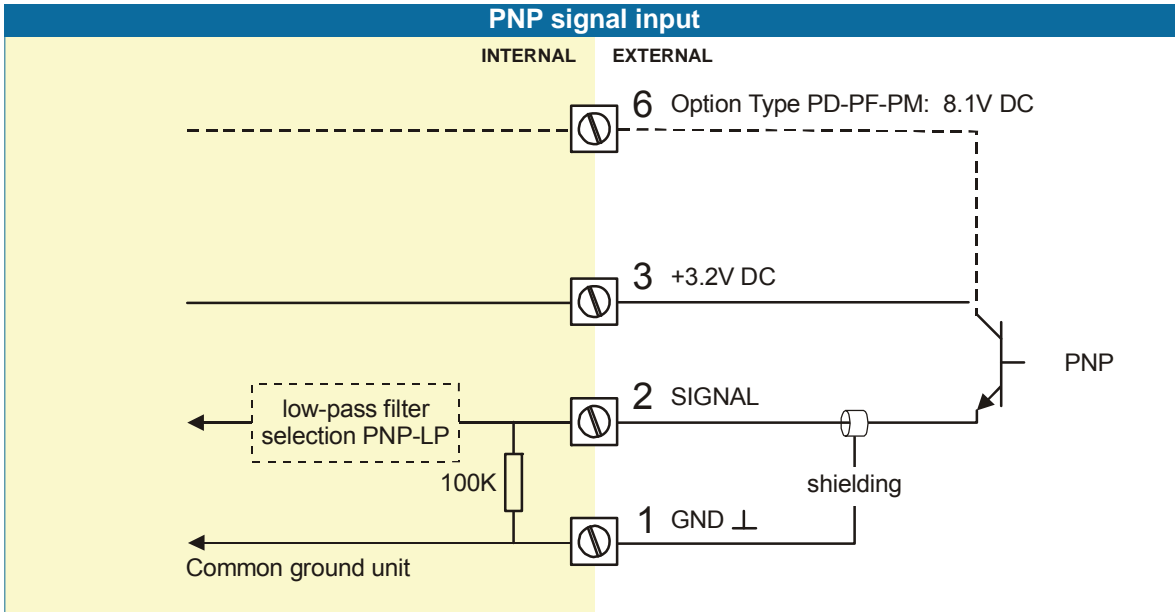 PNP signal input
INTERNAL EXTERNAL
6 Option Type PD-PF-PM: 8.1V DC
3 +3.2V DC
PNP
2 SIGNAL
low-pass filter
selection PNP-LP
100K
shielding
1 GND ⊥
Common ground unit